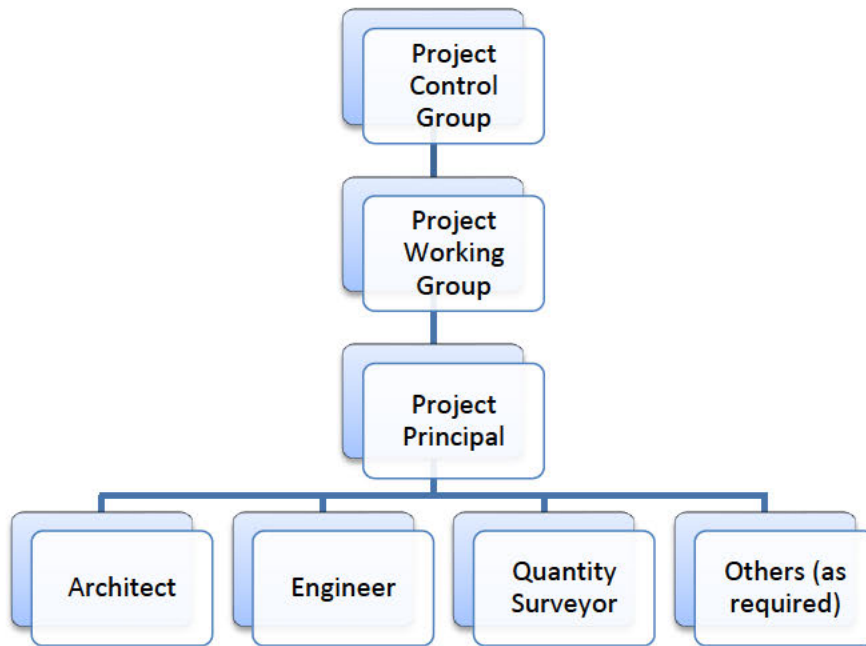 Project
Control
Group
Project
Working
Group
Project
Principal
Architect
Engineer
Quantity
Surveyor
Others (as
required)